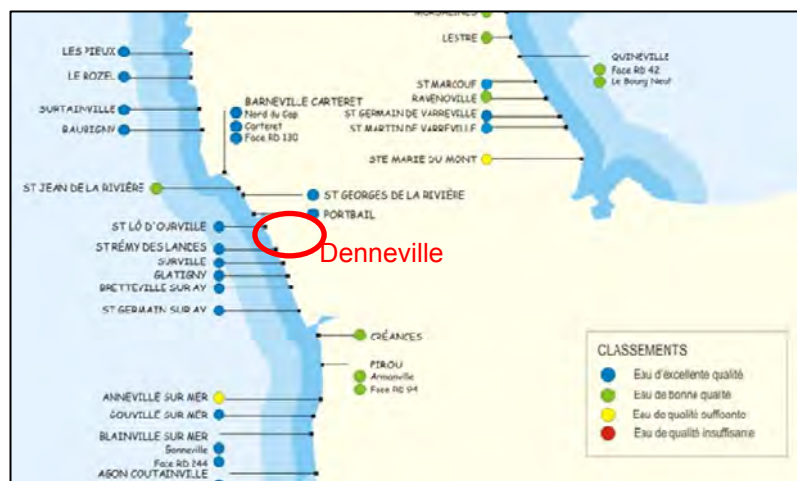 MORSALINES
LESTRE
LES PIEUX
LE ROZEL
QUINEVILLE
Face RD 42
Le Bourg Neuf
ST MARCOUF
RAVENOVILLE
ST GERMAIN DE VARREVILLE
ST MARTIN DE VARREVILLE
SURTAINVILLE
BAUBIGNY
BARNEVILLE CARTERET
Nord du Cap
Carteret
Face RD 130
STE MARIE DU MONT
ST JEAN DE LA RIVIÈRE
ST GEORGES DE LA RIVIÈRE
PORTBAIL
ST LÔ D'OURVILLE
Denneville
ST RÉMY DES LANDES
SURVILLE
GLATIGNY
BRETTEVILLE SUR AY
ST GERMAIN SUR AY
CRÉANCES
PIROU
Armanville
Face RD 94
ANNEVILLE SUR MER
GOUVILLE SUR MER
BLAINVILLE SUR MER
Gonneville
Face RD 244
AGON COUTAINVILLE
CLASSEMENTS
Eau d'excellente qualité
Eau de bonne qualité
Eau de qualité suffisante
Eau de qualité insuffisante